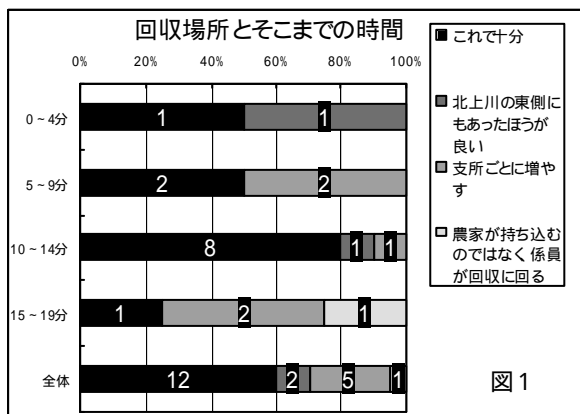 回収場所とそこまでの時間
0% 20% 40% 60% 80% 100%
0～4分 1 1
5～9分 2 2
10～14分 8 1 1
15～19分 1 2 1
全体 12 2 5 1
これで十分
北上川の東側に
もあったほうが
良い
支所ごとに増や
す
農家が持ち込む
のではなく係員
が回収に回る
図1